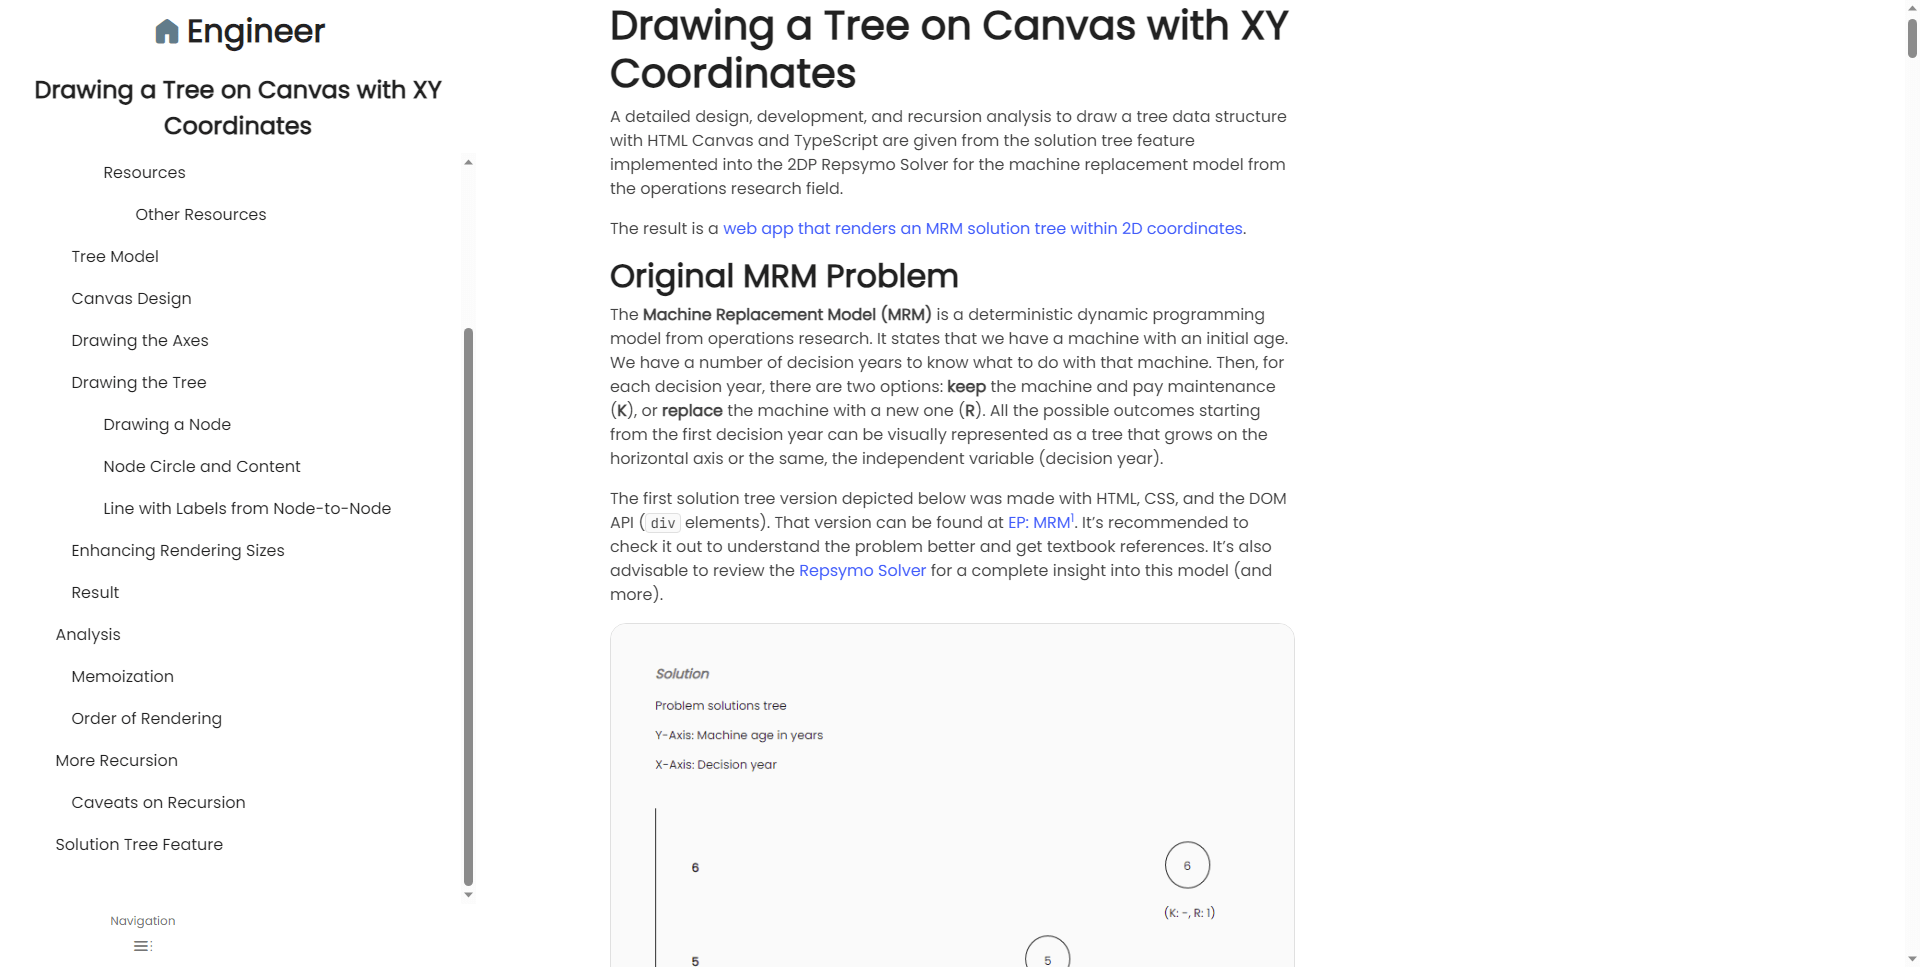 Engineer
Drawing a Tree on Canvas with XY
Coordinates
Resources
Other Resources
Tree Model
Canvas Design
Drawing the Axes
Drawing the Tree
Drawing a Node
Node Circle and Content
Line with Labels from Node-to-Node
Enhancing Rendering Sizes
Result
Analysis
Memoization
Order of Rendering
More Recursion
Caveats on Recursion
Solution Tree Feature
Navigation
Drawing a Tree on Canvas with XY
Coordinates
A detailed design, development, and recursion analysis to draw a tree data structure
with HTML Canvas and TypeScript are given from the solution tree feature
implemented into the 2DP Repsymo Solver for the machine replacement model from
the operations research field.
The result is a web app that renders an MRM solution tree within 2D coordinates.
Original MRM Problem
The Machine Replacement Model (MRM) is a deterministic dynamic programming
model from operations research. It states that we have a machine with an initial age.
We have a number of decision years to know what to do with that machine. Then, for
each decision year, there are two options: keep the machine and pay maintenance
(K), or replace the machine with a new one (R). All the possible outcomes starting
from the first decision year can be visually represented as a tree that grows on the
horizontal axis or the same, the independent variable (decision year).
The first solution tree version depicted below was made with HTML, CSS, and the DOM
API (div elements). That version can be found at EP: MRM¹. It’s recommended to
check it out to understand the problem better and get textbook references. It’s also
advisable to review the Repsymo Solver for a complete insight into this model (and
more).
Solution
Problem solutions tree
Y-Axis: Machine age in years
X-Axis: Decision year
6
6
(K: -, R: 1)
5
5